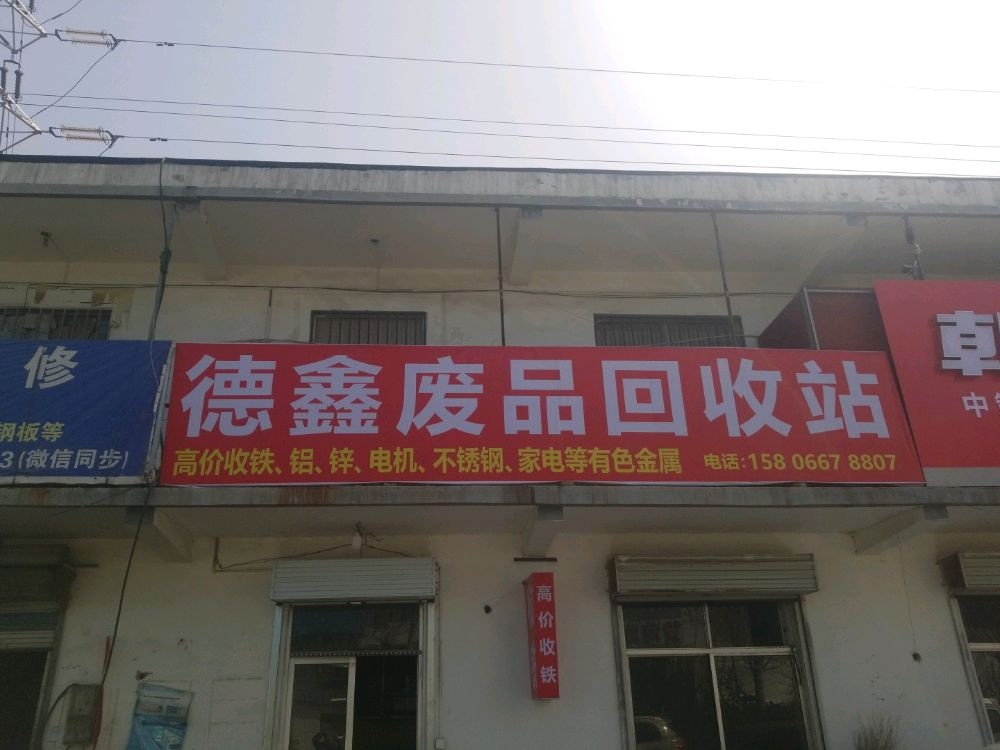 修
钢板等
3(微信同步)
德鑫废品回收站
高价收铁、铝、锌、电机、不锈钢、家电等有色金属 电话:158 0667 8807
中
高价收铁